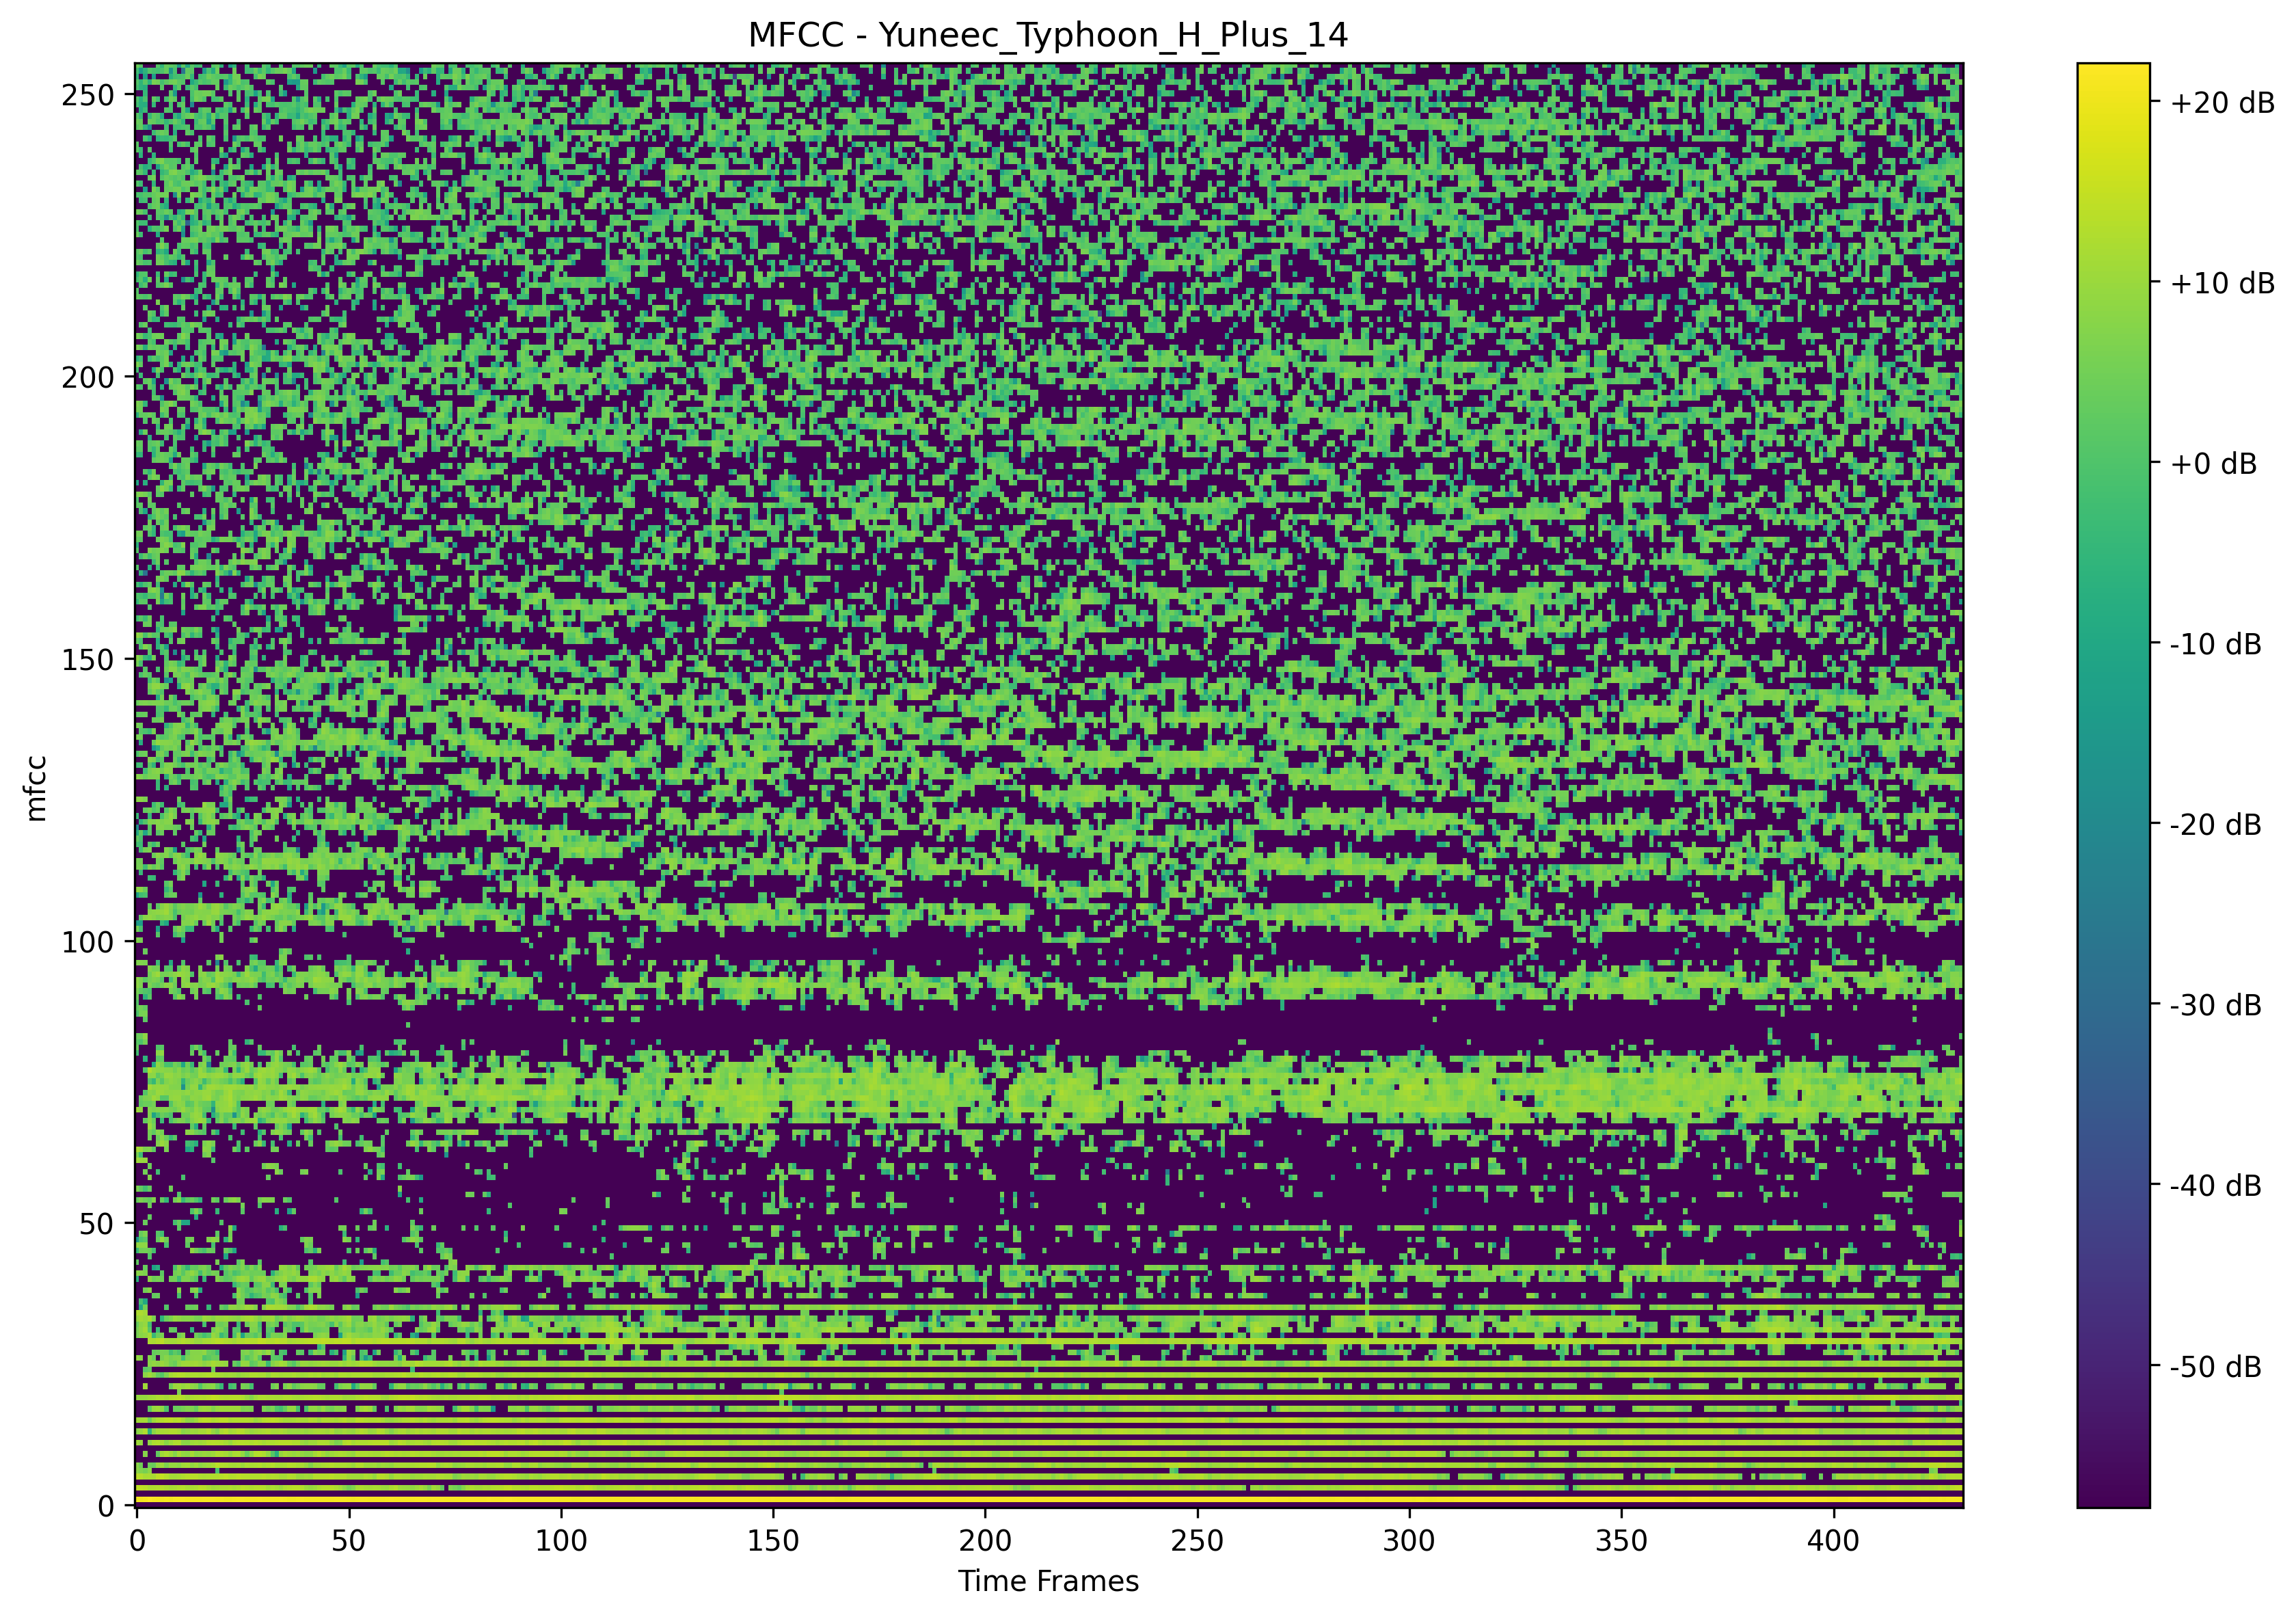 MFCC - Yuneec_Typhoon_H_Plus_14
250
200
150
100
50
0
mfcc
0 50 100 150 200 250 300 350 400
Time Frames
+20 dB
+10 dB
+0 dB
-10 dB
-20 dB
-30 dB
-40 dB
-50 dB